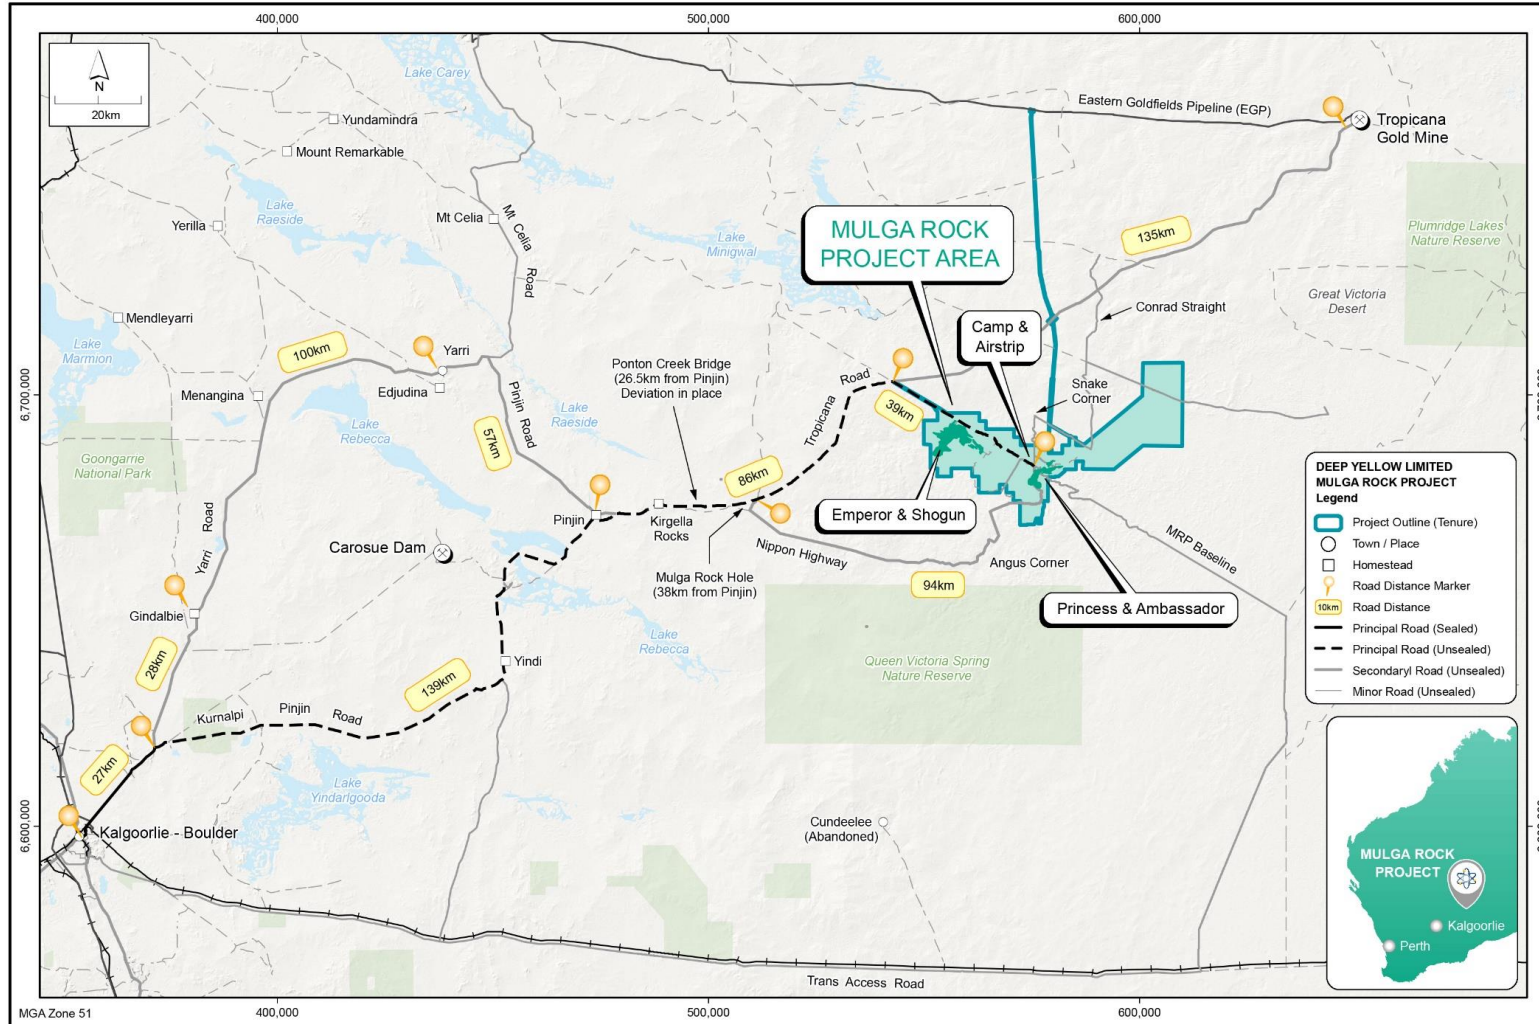 400,000
500,000
600,000
N
20km
Lake Carey
Eastern Goldfields Pipeline (EGP)
Tropicana
Gold Mine
Yundamindra
Mount Remarkable
Lake
Raeside
Yerilla
Mt Celia
Mt Celia Road
Lake
Minigwal
MULGA ROCK
PROJECT AREA
135km
Plumridge Lakes
Nature Reserve
Great Victoria
Desert
Conrad Straight
Camp &
Airstrip
Mendleyarri
Lake
Marmion
100km
Yarri
Edjudina
Menangina
Ponton Creek Bridge
(26.5km from Pinjin)
Deviation in place
Tropicana Road
39km
Snake
Corner
6,700,000
Lake
Rebecca
Pinjin Road
57km
Lake
Raeside
Goongarrie
National Park
86km
Emperor & Shogun
Pinjin
Kirgella
Rocks
Yarri Road
Carosue Dam
Nippon Highway
Angus Corner
MRP Baseline
Mulga Rock Hole
(38km from Pinjin)
94km
Princess & Ambassador
Gindalbie
28km
Lake
Rebecca
Yindi
139km
Queen Victoria Spring
Nature Reserve
Kurnalpi Pinjin Road
27km
Lake
Yindarlgooda
Kalgoorlie - Boulder
6,600,000
Cundeelee
(Abandoned)
Trans Access Road
DEEP YELLOW LIMITED
MULGA ROCK PROJECT
Legend
Project Outline (Tenure)
Town / Place
Homestead
Road Distance Marker
10km Road Distance
Principal Road (Sealed)
Principal Road (Unsealed)
Secondaryl Road (Unsealed)
Minor Road (Unsealed)
MULGA ROCK
PROJECT
Kalgoorlie
Perth
MGA Zone 51
400,000
500,000
600,000